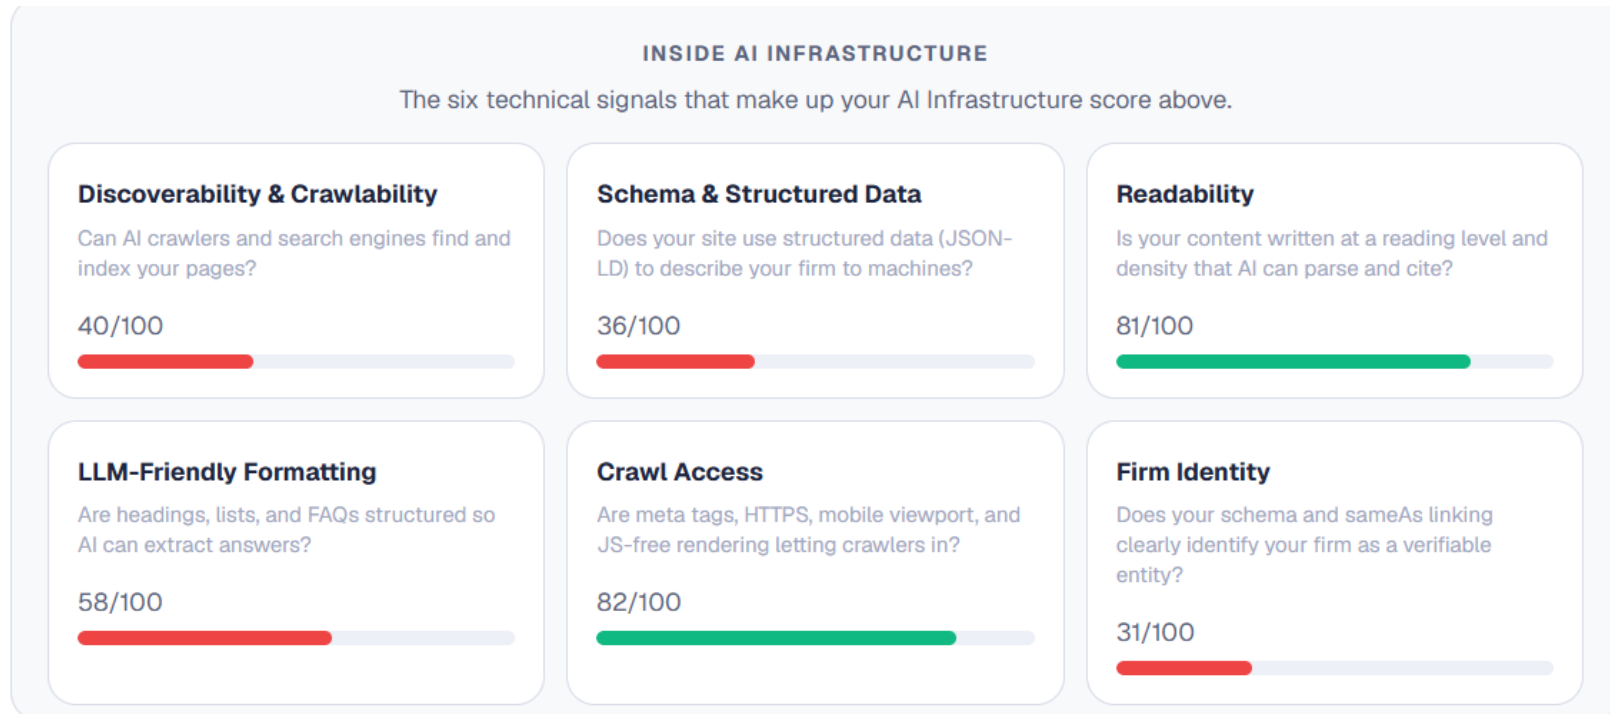 INSIDE AI INFRASTRUCTURE
The six technical signals that make up your AI Infrastructure score above.
Discoverability & Crawlability
Can AI crawlers and search engines find and
index your pages?
40/100
Schema & Structured Data
Does your site use structured data (JSON-
LD) to describe your firm to machines?
36/100
Readability
Is your content written at a reading level and
density that AI can parse and cite?
81/100
LLM-Friendly Formatting
Are headings, lists, and FAQs structured so
AI can extract answers?
58/100
Crawl Access
Are meta tags, HTTPS, mobile viewport, and
JS-free rendering letting crawlers in?
82/100
Firm Identity
Does your schema and sameAs linking
clearly identify your firm as a verifiable
entity?
31/100